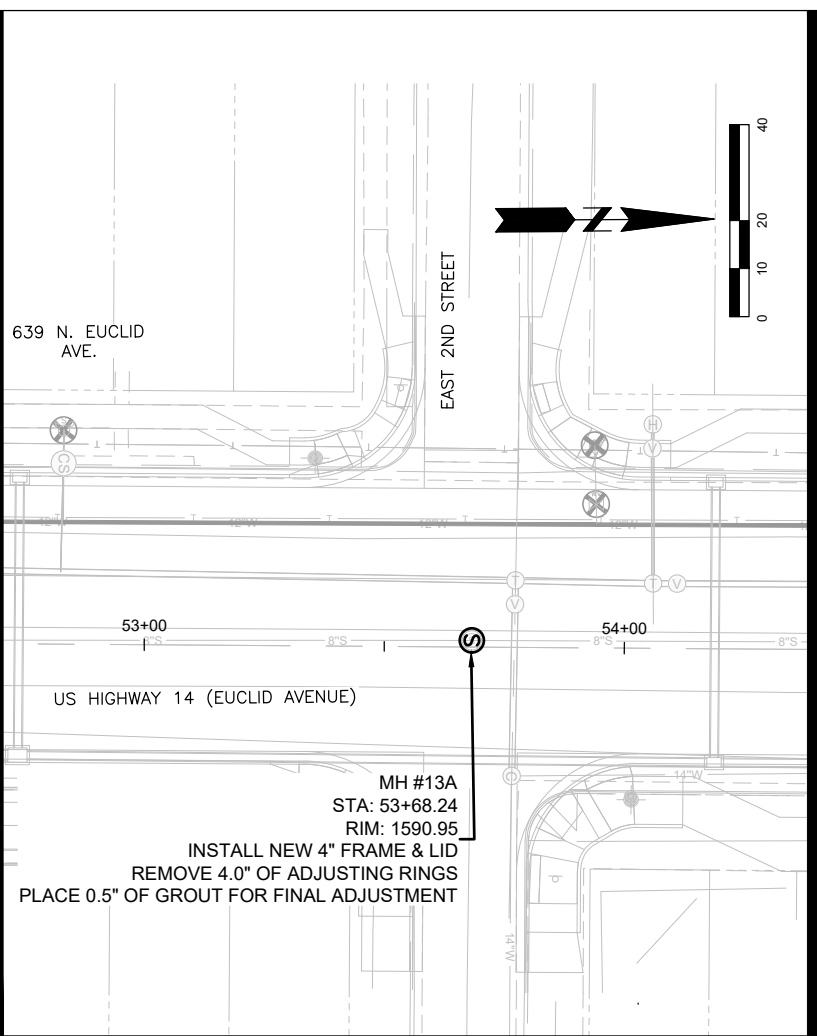 40
20
10
0
N
EAST 2ND STREET
639 N. EUCLID
AVE.
H
V
CS
T
T
T
T
T
T
T
12"W
12"W
12"W
12"W
T
V
T
V
53+00
54+00
8"S
8"S
8"S
8"S
S
US HIGHWAY 14 (EUCLID AVENUE)
14"W
MH #13A
STA: 53+68.24
RIM: 1590.95
INSTALL NEW 4" FRAME & LID
REMOVE 4.0" OF ADJUSTING RINGS
PLACE 0.5" OF GROUT FOR FINAL ADJUSTMENT
14"W